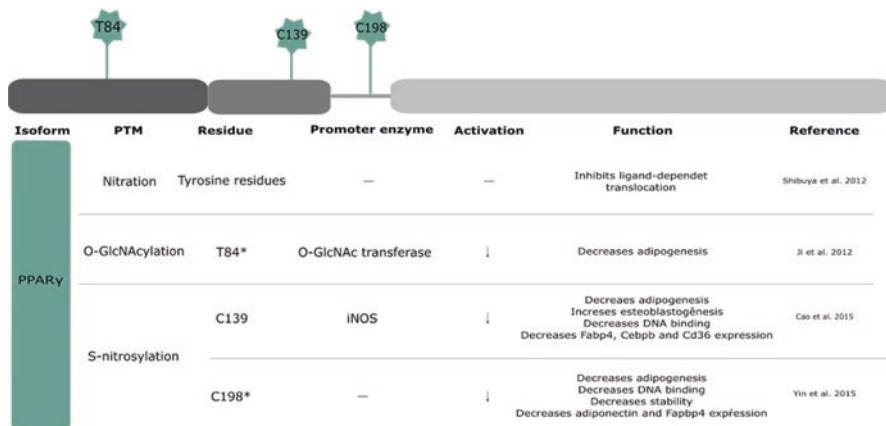 T84
C139
C198
Isoform PTM Residue Promoter enzyme Activation Function Reference
PPARγ
Nitration Tyrosine residues — — Inhibits ligand-dependet
translocation Shibuya et al. 2012
O-GlcNAcylation T84* O-GlcNAc transferase ↓ Decreases adipogenesis Ji et al. 2012
S-nitrosylation
C139 iNOS ↓ Decreaes adipogenesis
Increses esteoblastogênesis
Decreases DNA binding
Decreases Fabp4, Cebpb and Cd36 expression
Cao et al. 2015
C198* — ↓ Decreases adipogenesis
Decreases DNA binding
Decreases stability
Decreases adiponectin and Fapbp4 expŕession
Yin et al. 2015